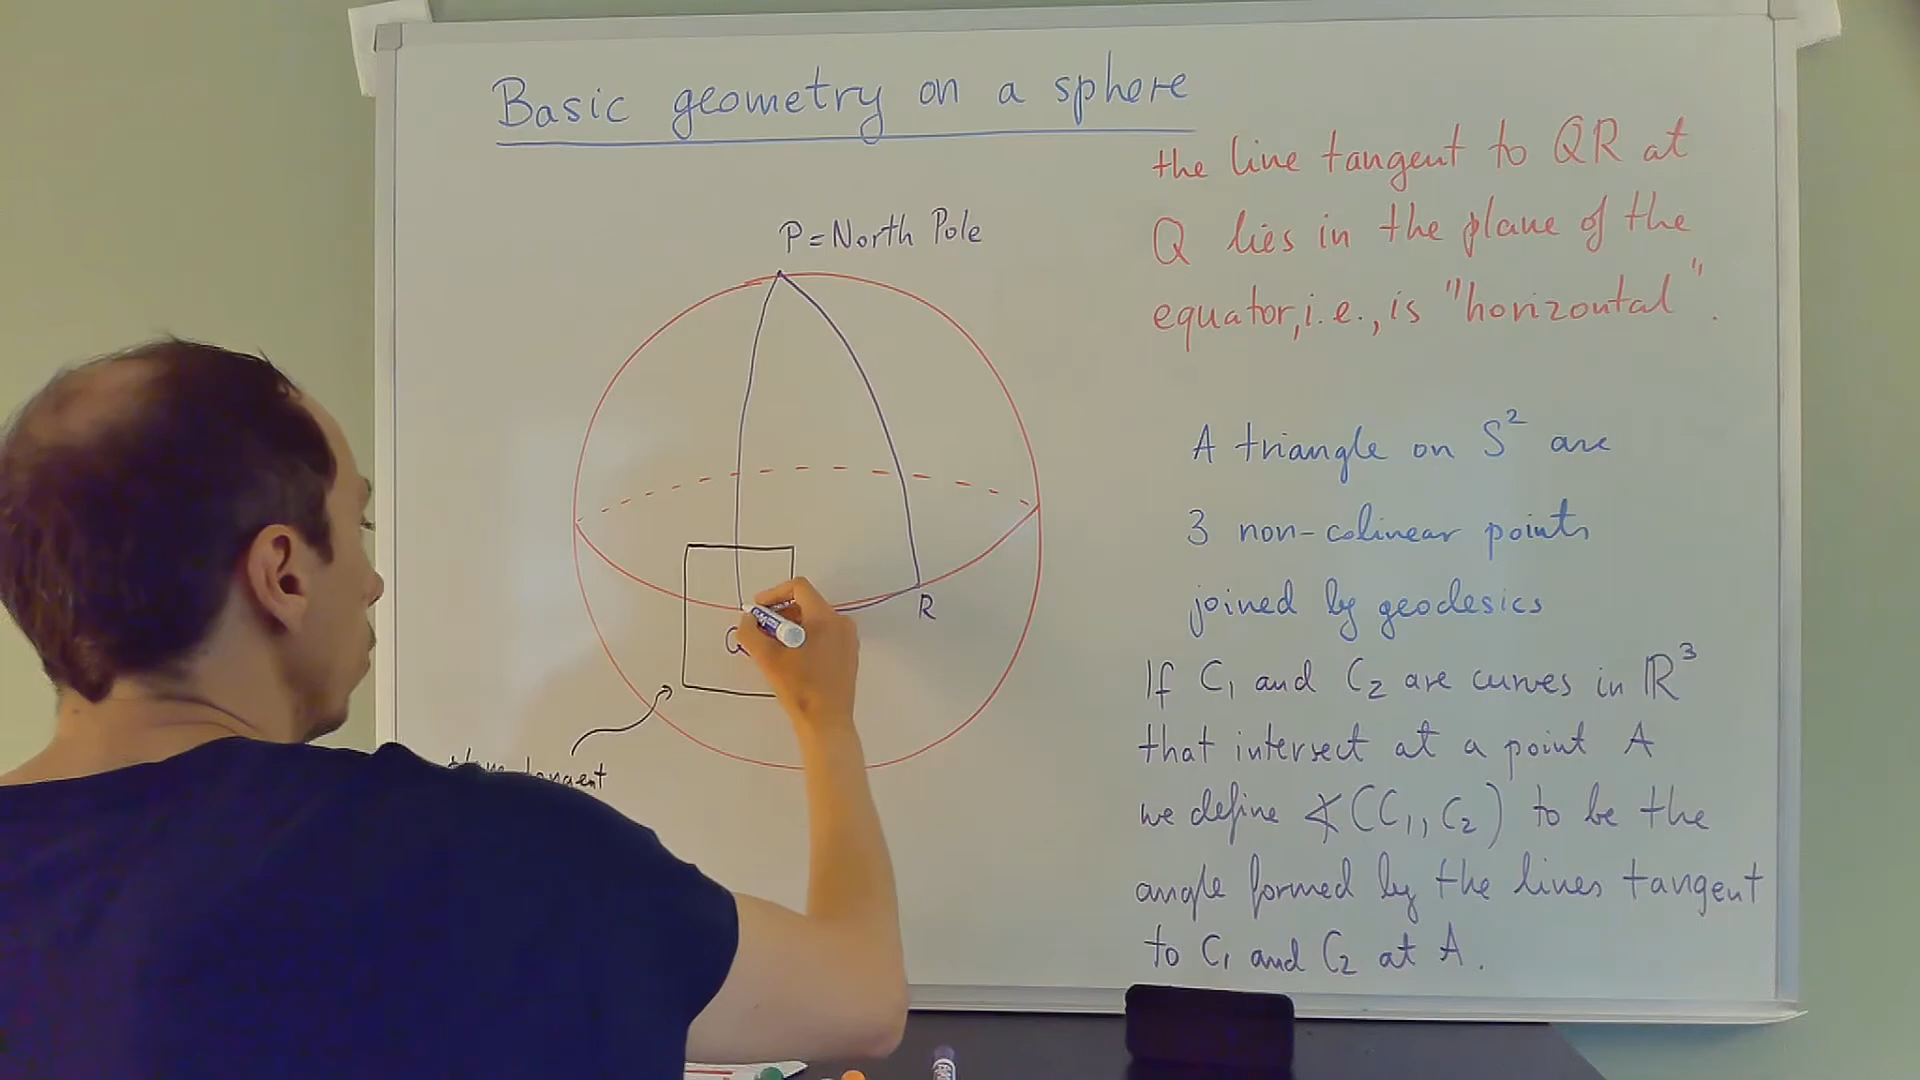 Basic geometry on a sphere
the line tangent to QR at
Q lies in the plane of the
equator, i.e., is "horizontal".
P = North Pole
R
Q
tangent
A triangle on S² are
3 non-colinear points
joined by geodesics
If C₁ and C₂ are curves in ℝ³
that intersect at a point A
we define ∢(C₁, C₂) to be the
angle formed by the lines tangent
to C₁ and C₂ at A.